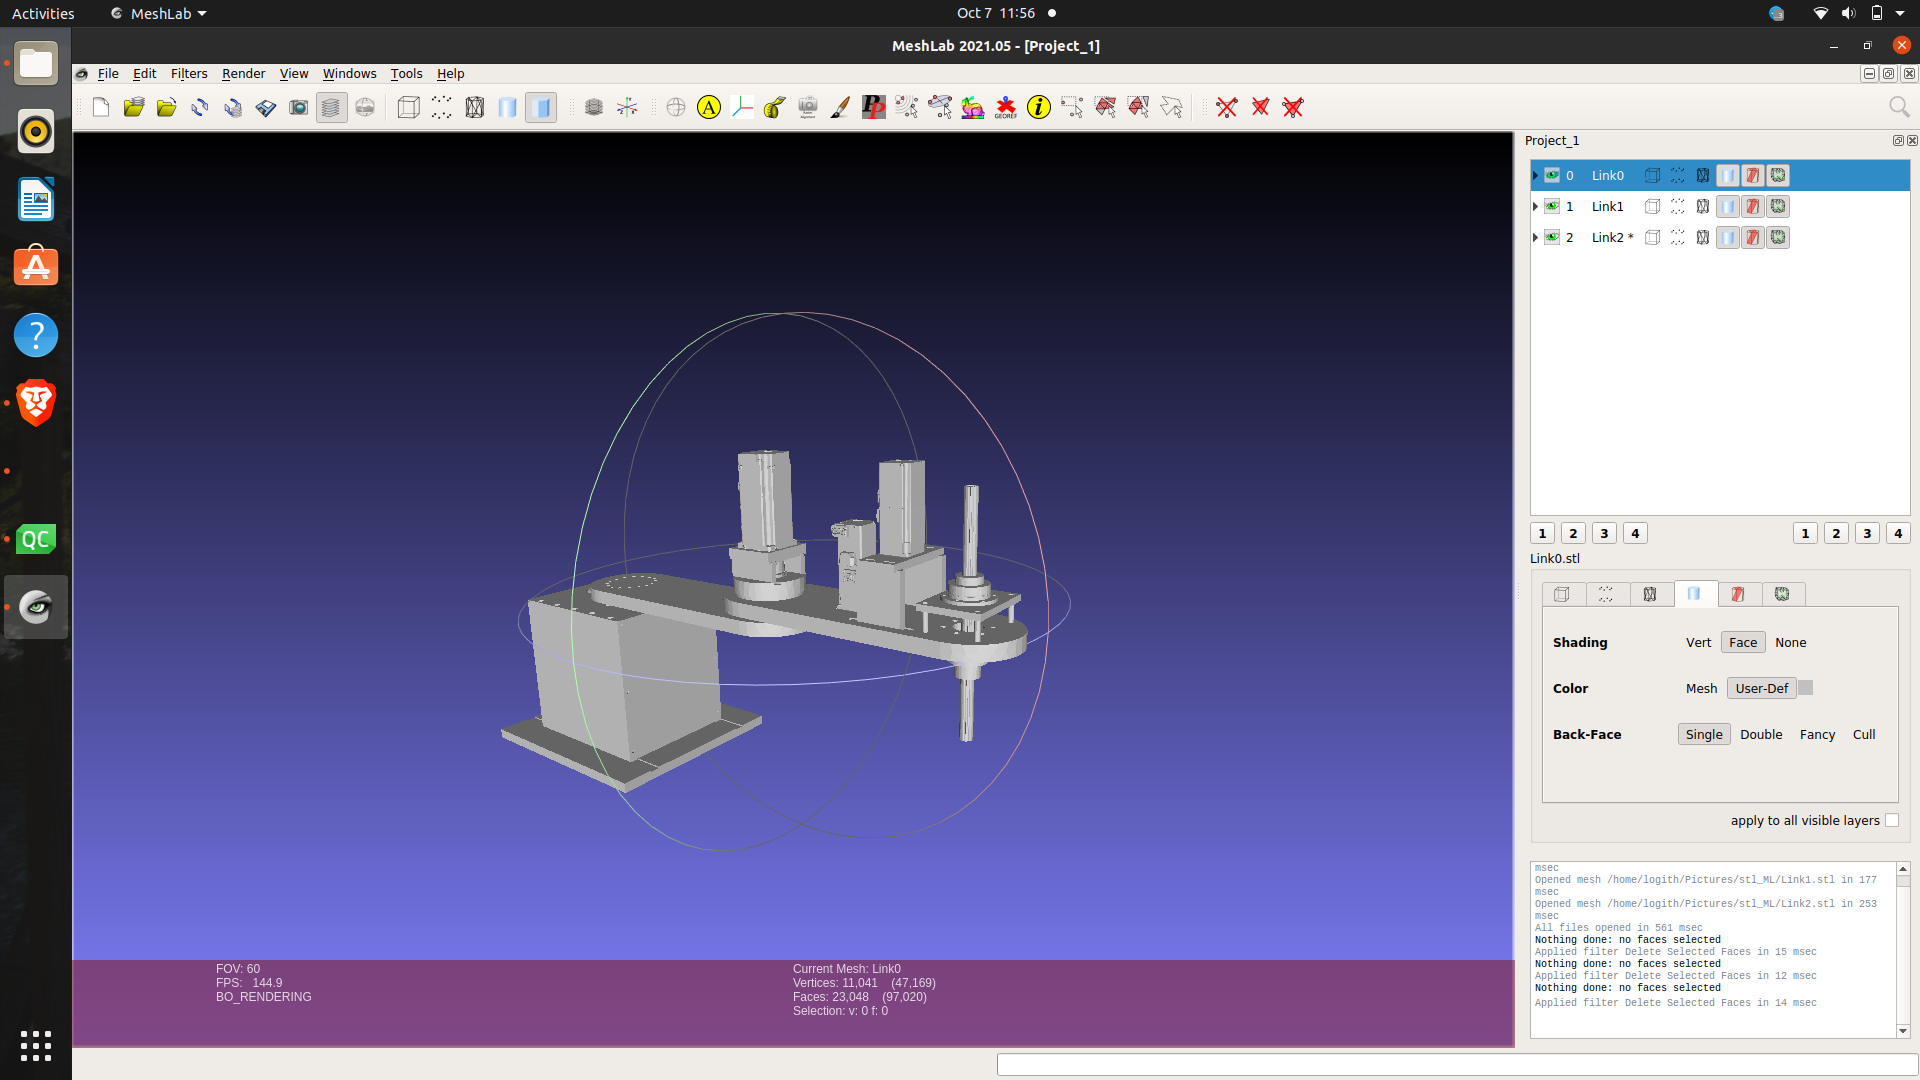 Activities MeshLab Oct 7 11:56
MeshLab 2021.05 - [Project_1]
File Edit Filters Render View Windows Tools Help
A PP GEOREF i
Project_1
0 Link0
1 Link1
2 Link2 *
1 2 3 4 1 2 3 4
Link0.stl
Shading Vert Face None
Color Mesh User-Def
Back-Face Single Double Fancy Cull
apply to all visible layers
msec
Opened mesh /home/logith/Pictures/stl_ML/Link1.stl in 177
msec
Opened mesh /home/logith/Pictures/stl_ML/Link2.stl in 253
msec
All files opened in 561 msec
Nothing done: no faces selected
Applied filter Delete Selected Faces in 15 msec
Nothing done: no faces selected
Applied filter Delete Selected Faces in 12 msec
Nothing done: no faces selected
Applied filter Delete Selected Faces in 14 msec
FOV: 60
FPS: 144.9
BO_RENDERING
Current Mesh: Link0
Vertices: 11,041 (47,169)
Faces: 23,048 (97,020)
Selection: v: 0 f: 0
?
QC